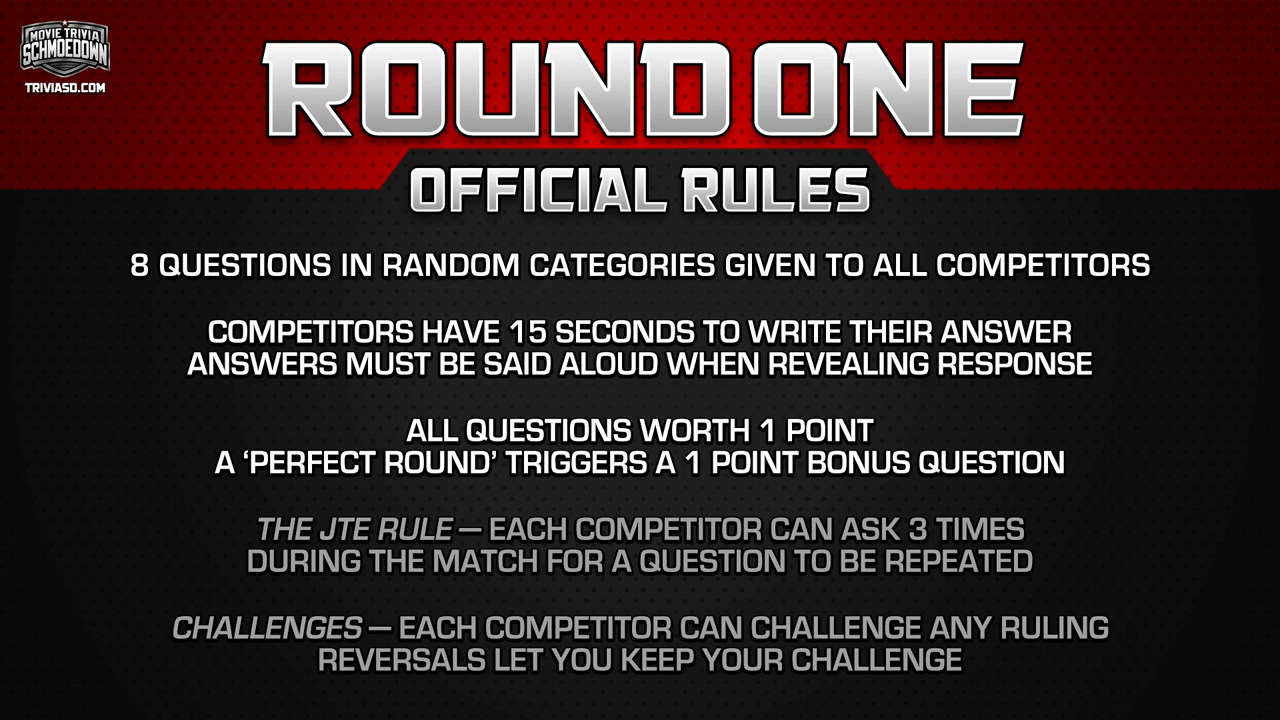 MOVIE TRIVIA
SCHMOEDOWN
TRIVIASD.COM
ROUND ONE
OFFICIAL RULES
8 QUESTIONS IN RANDOM CATEGORIES GIVEN TO ALL COMPETITORS
COMPETITORS HAVE 15 SECONDS TO WRITE THEIR ANSWER
ANSWERS MUST BE SAID ALOUD WHEN REVEALING RESPONSE
ALL QUESTIONS WORTH 1 POINT
A ‘PERFECT ROUND’ TRIGGERS A 1 POINT BONUS QUESTION
THE JTE RULE — EACH COMPETITOR CAN ASK 3 TIMES
DURING THE MATCH FOR A QUESTION TO BE REPEATED
CHALLENGES — EACH COMPETITOR CAN CHALLENGE ANY RULING
REVERSALS LET YOU KEEP YOUR CHALLENGE